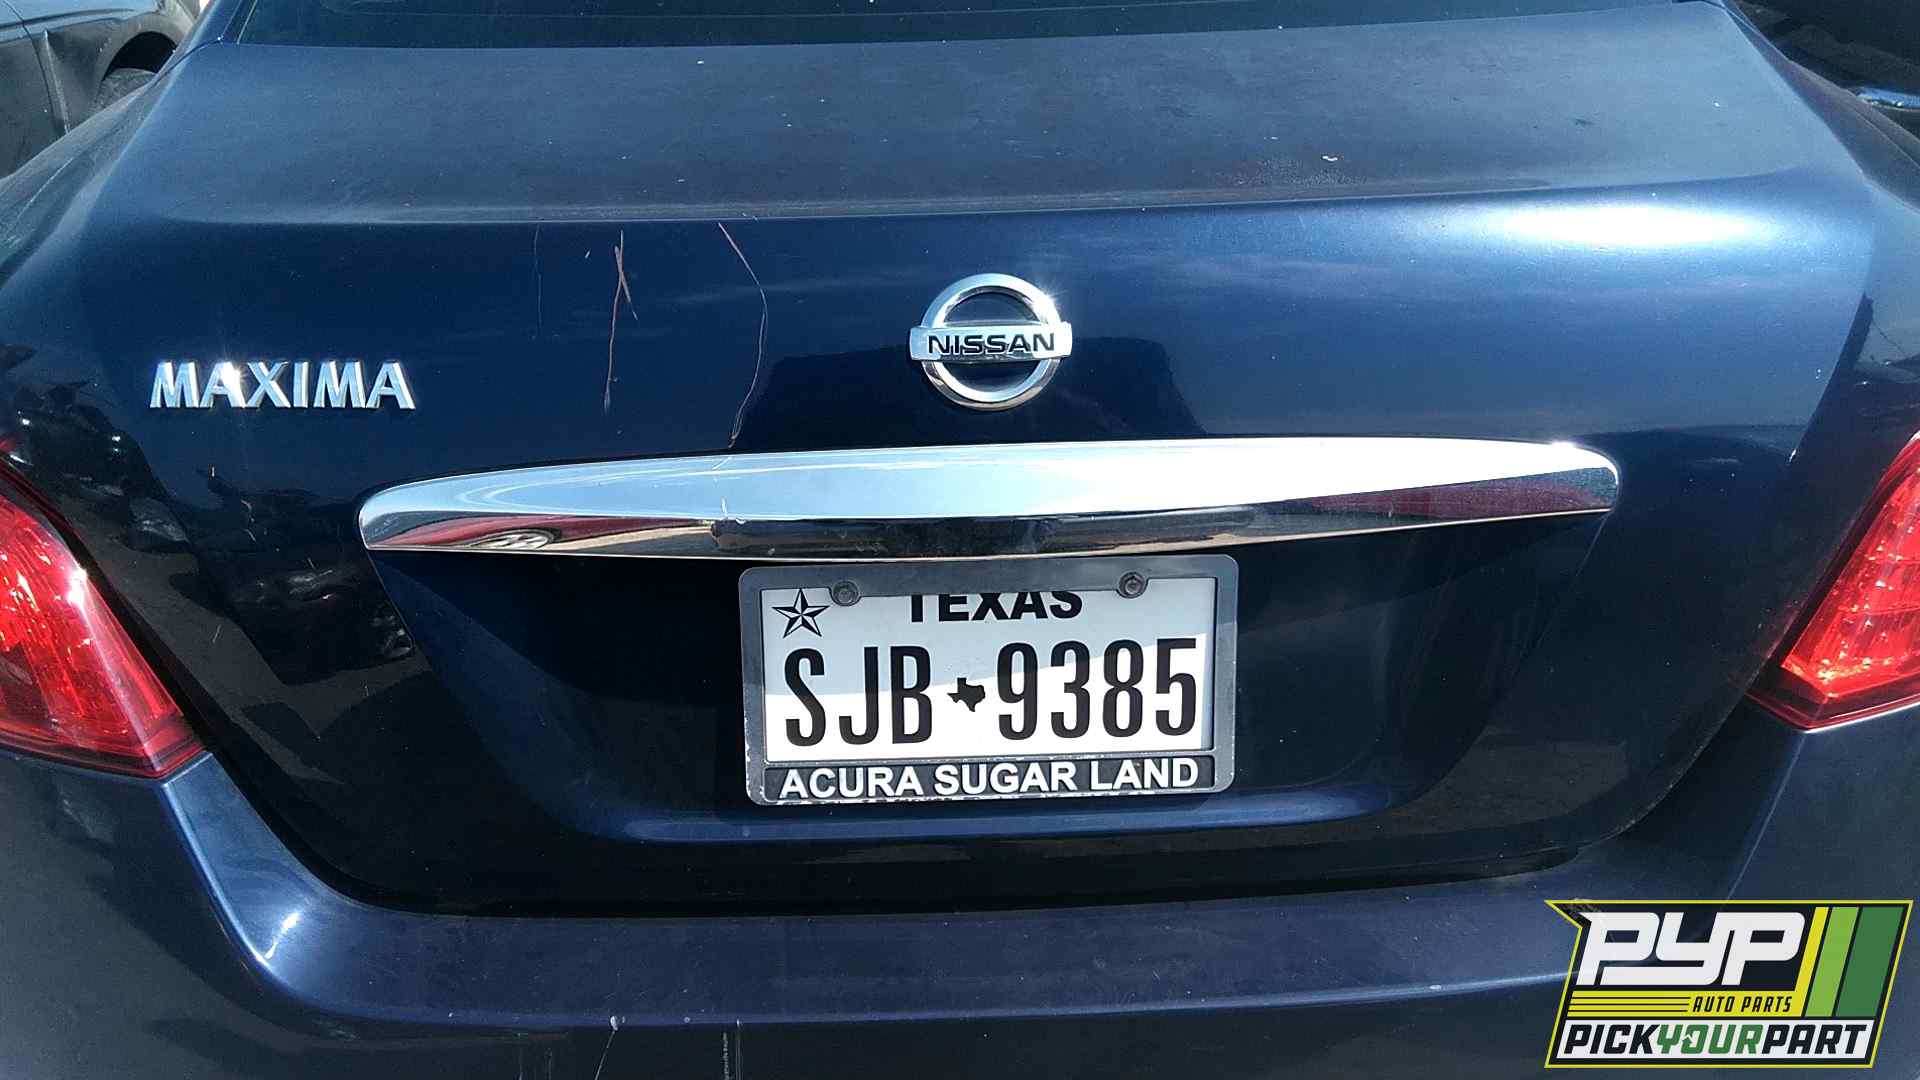 MAXIMA
NISSAN
TEXAS
SJB 9385
ACURA SUGAR LAND
PYP
AUTO PARTS
PICKYOURPART